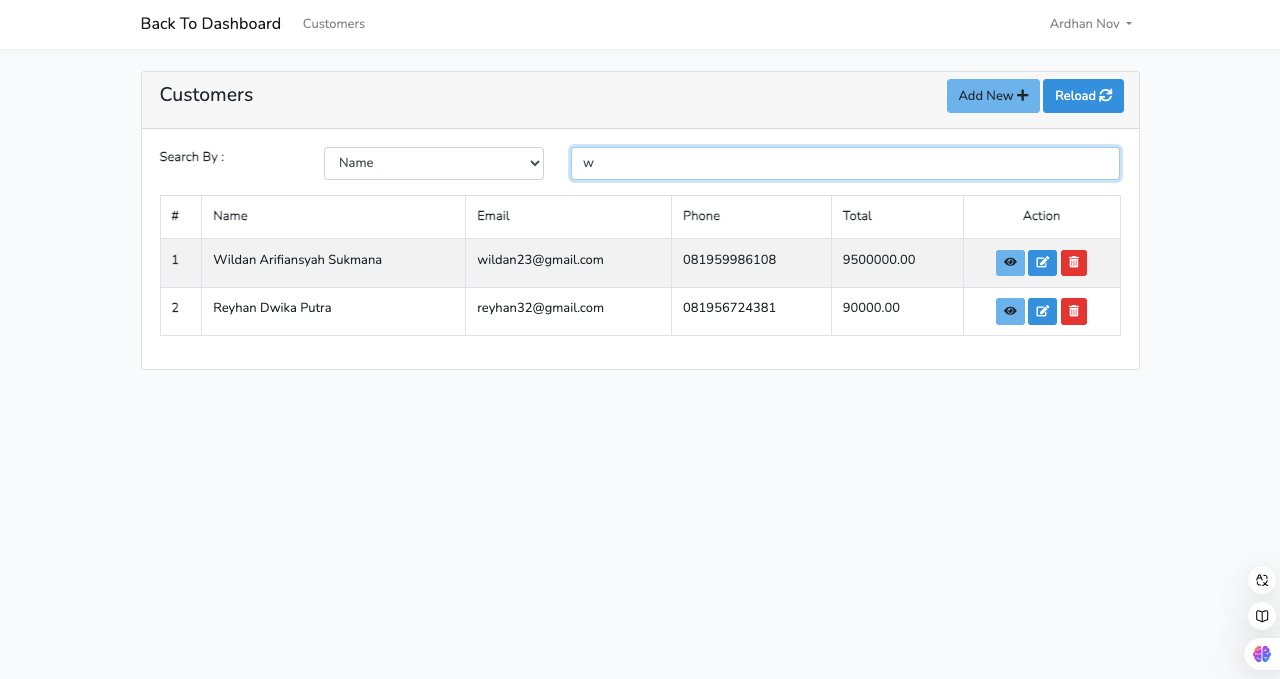 Back To Dashboard Customers Ardhan Nov
Customers Add New Reload
Search By : Name w
# Name Email Phone Total Action
1 Wildan Arifiansyah Sukmana wildan23@gmail.com 081959986108 9500000.00
2 Reyhan Dwika Putra reyhan32@gmail.com 081956724381 90000.00